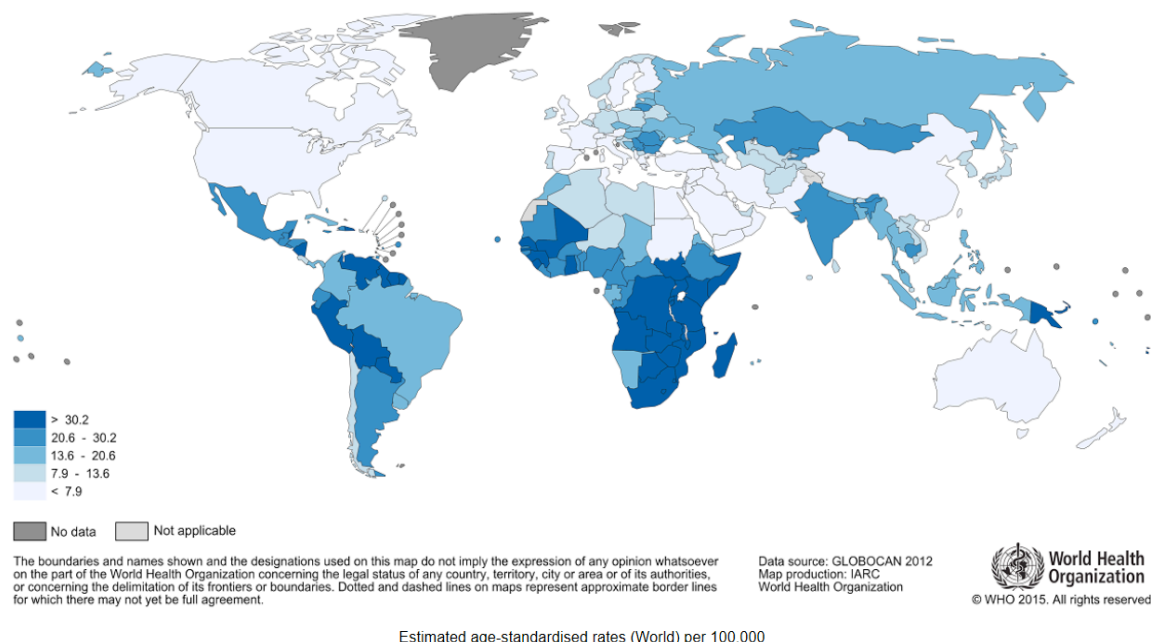 > 30.2
20.6 - 30.2
13.6 - 20.6
7.9 - 13.6
< 7.9
No data
Not applicable
The boundaries and names shown and the designations used on this map do not imply the expression of any opinion whatsoever
on the part of the World Health Organization concerning the legal status of any country, territory, city or area or of its authorities,
or concerning the delimitation of its frontiers or boundaries. Dotted and dashed lines on maps represent approximate border lines
for which there may not yet be full agreement.
Data source: GLOBOCAN 2012
Map production: IARC
World Health Organization
World Health
Organization
© WHO 2015. All rights reserved
Estimated age-standardised rates (World) per 100,000